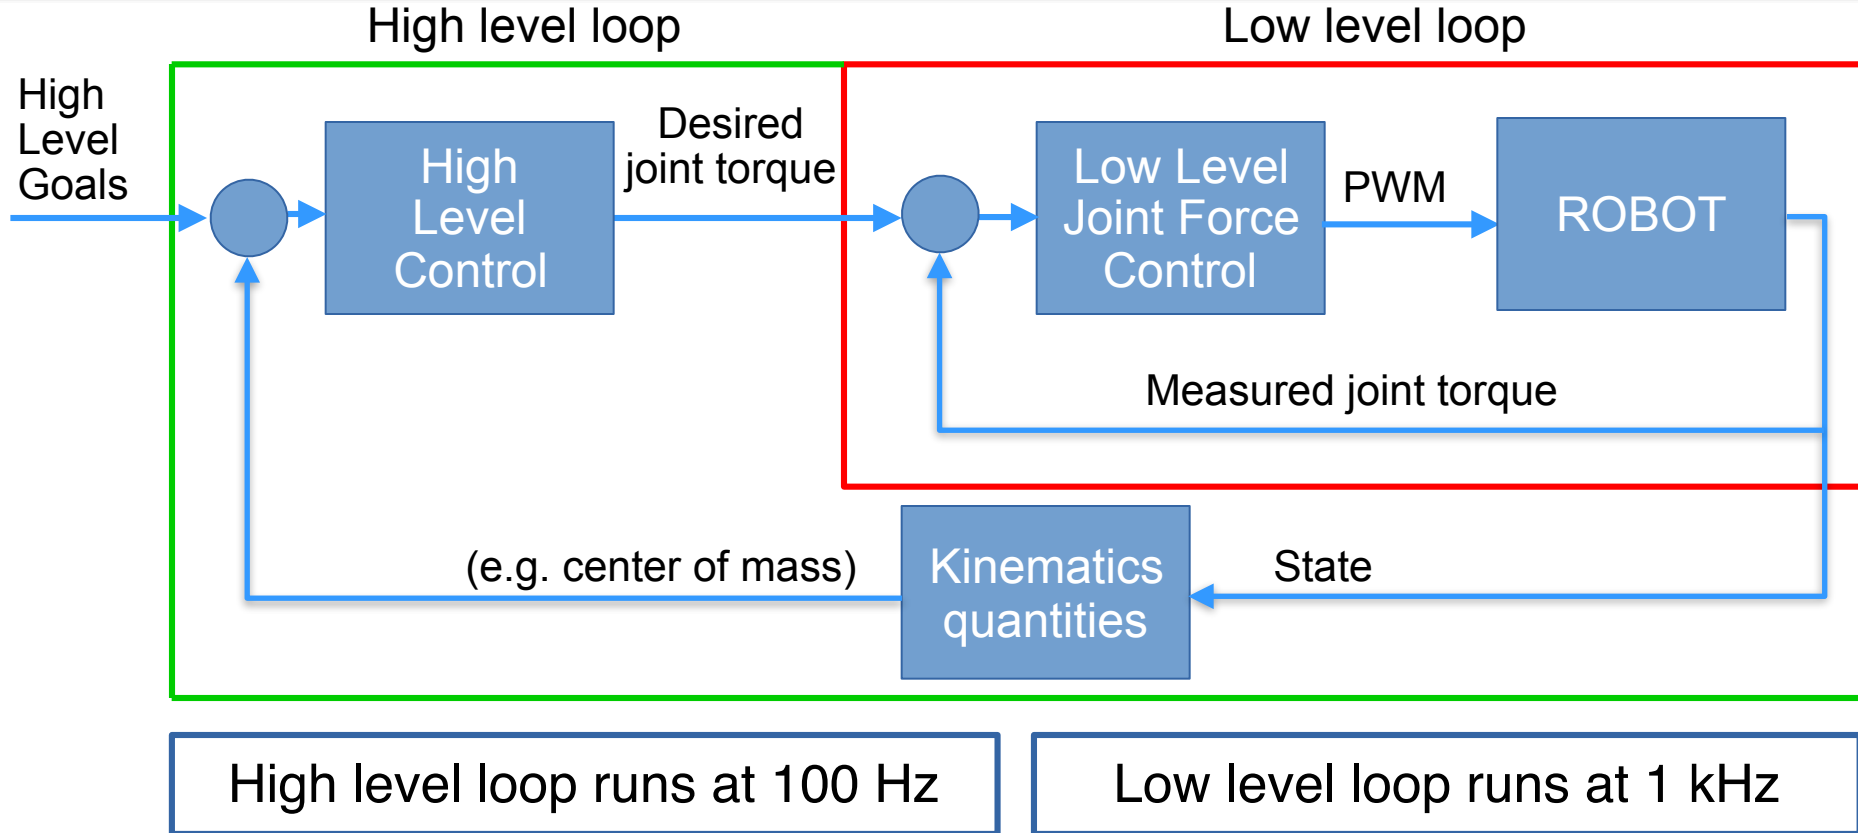 High level loop
Low level loop
High
Level
Goals
High
Level
Control
Desired
joint torque
Low Level
Joint Force
Control
PWM
ROBOT
Measured joint torque
(e.g. center of mass)
Kinematics
quantities
State
High level loop runs at 100 Hz
Low level loop runs at 1 kHz